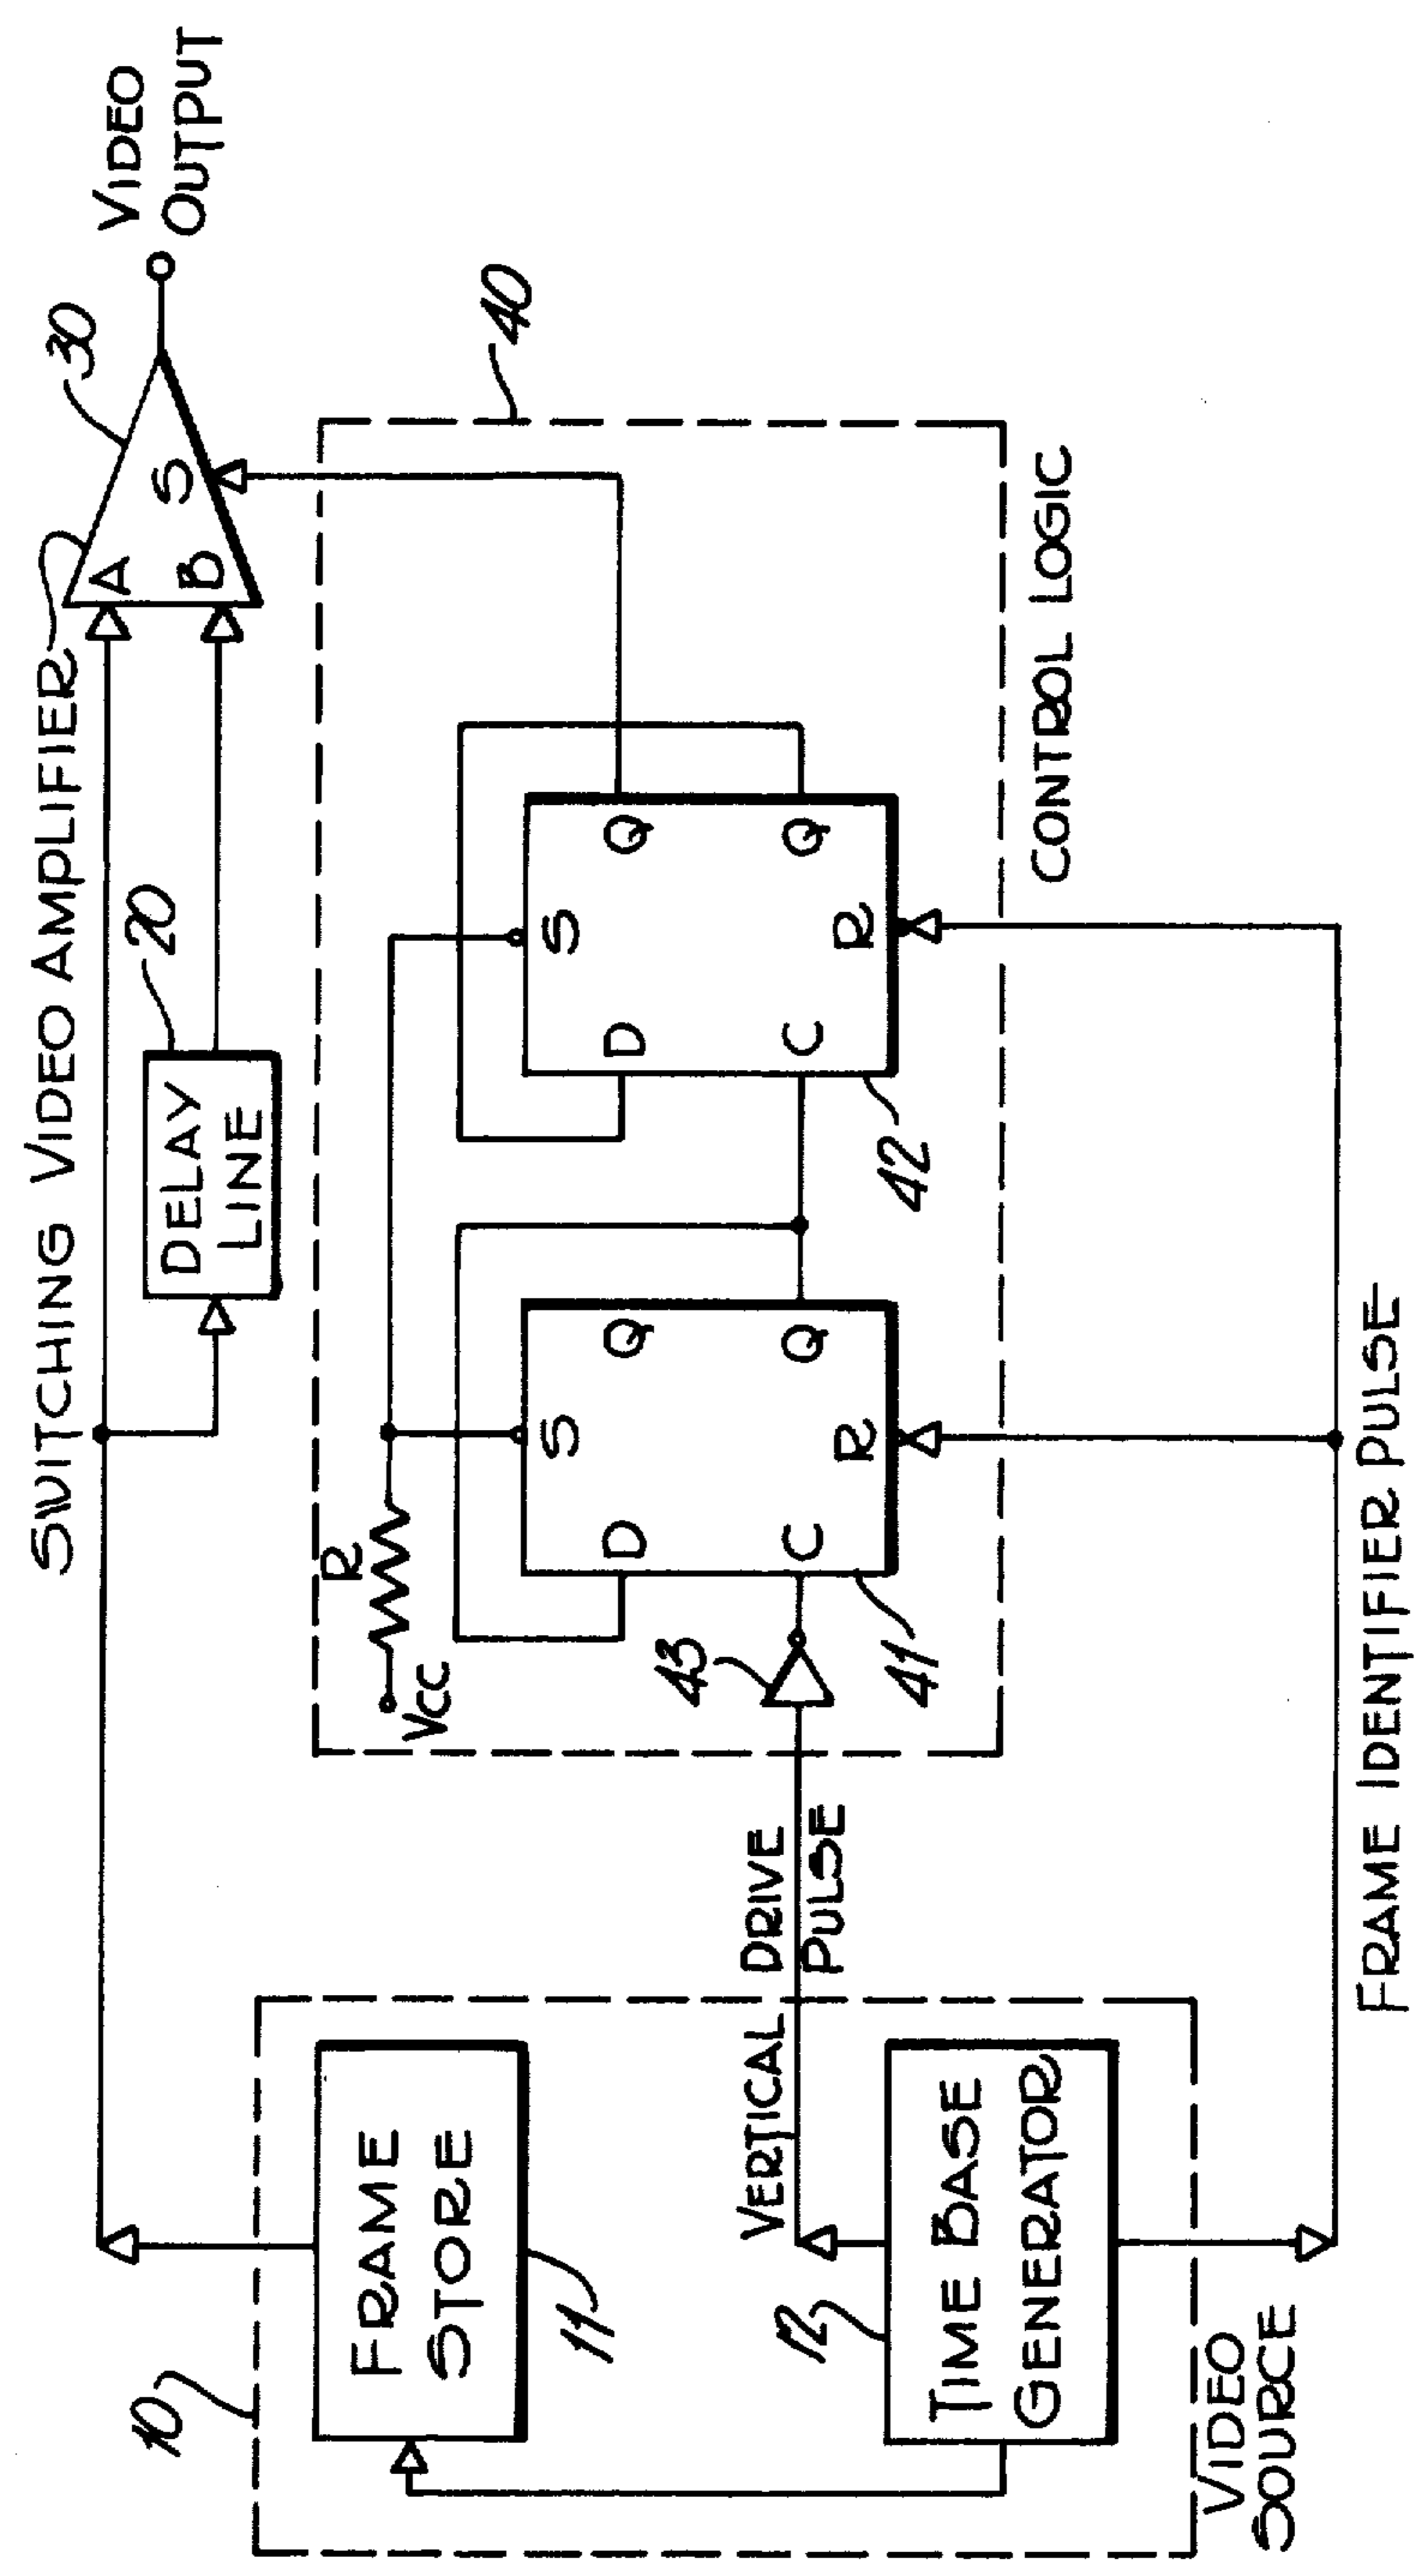 SWITCHING VIDEO AMPLIFIER
30
VIDEO
OUTPUT
A
B
S
20
DELAY
LINE
40
R
VCC
S
D
Q
C
Q
R
41
S
D
Q
C
Q
R
42
43
CONTROL LOGIC
10
FRAME
STORE
11
VERTICAL DRIVE
PULSE
12
TIME BASE
GENERATOR
VIDEO
SOURCE
FRAME IDENTIFIER PULSE